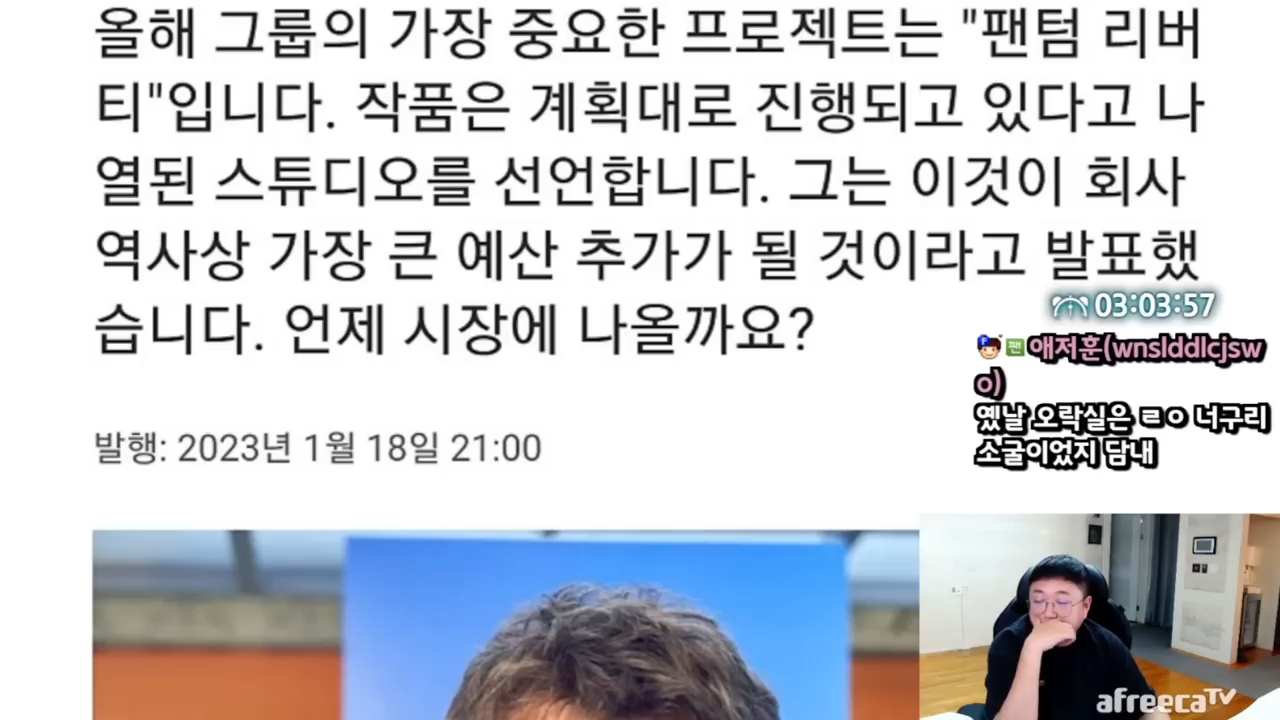 올해 그룹의 가장 중요한 프로젝트는 "팬텀 리버
티"입니다. 작품은 계획대로 진행되고 있다고 나
열된 스튜디오를 선언합니다. 그는 이것이 회사
역사상 가장 큰 예산 추가가 될 것이라고 발표했
습니다. 언제 시장에 나올까요?
03:03:57
팬 애저훈(wnslddlcjsw
o)
옜날 오락실은 ㄹㅇ 너구리
소굴이었지 담내
발행: 2023년 1월 18일 21:00
afreecaTV